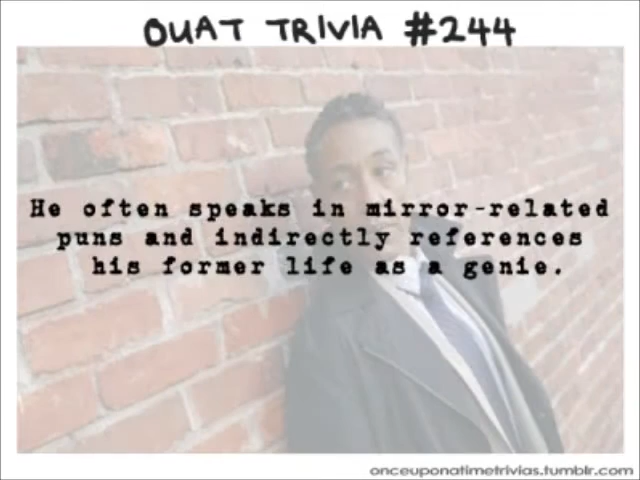 OUAT TRIVIA #244
He often speaks in mirror-related
puns and indirectly references
his former life as a genie.
onceuponatimetrivias.tumblr.com